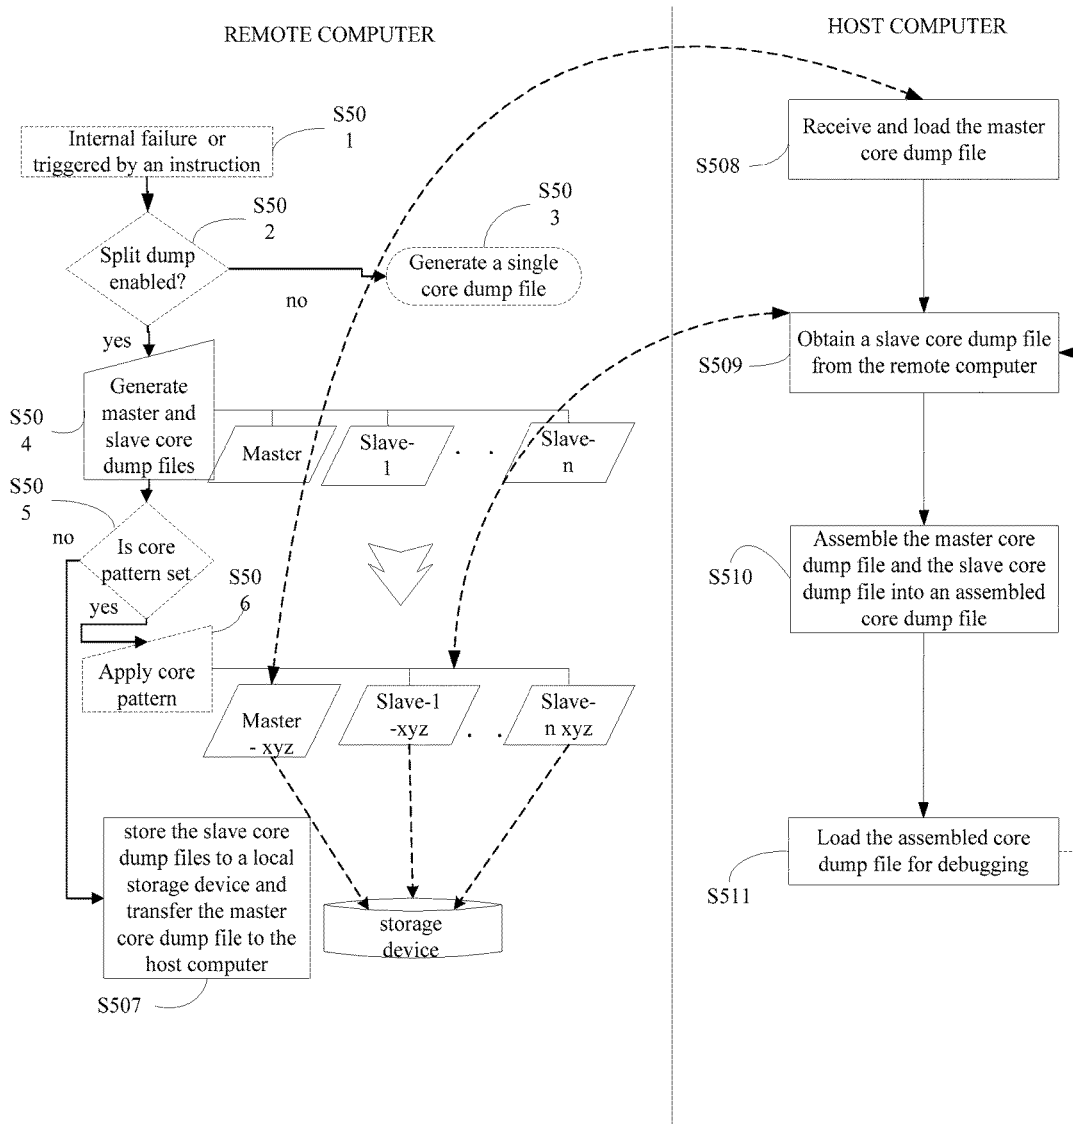 REMOTE COMPUTER
HOST COMPUTER
S50
1
Internal failure or
triggered by an instruction
S50
2
Split dump
enabled?
no
yes
S50
3
Generate a single
core dump file
S50
4
Generate
master and
slave core
dump files
Master
Slave-
1
. .
Slave-
n
S50
5
no
Is core
pattern set
yes
S50
6
Apply core
pattern
Master
- xyz
Slave-1
-xyz
. .
Slave-
n xyz
store the slave core
dump files to a local
storage device and
transfer the master
core dump file to the
host computer
S507
storage
device
Receive and load the master
core dump file
S508
Obtain a slave core dump file
from the remote computer
S509
Assemble the master core
dump file and the slave core
dump file into an assembled
core dump file
S510
Load the assembled core
dump file for debugging
S511